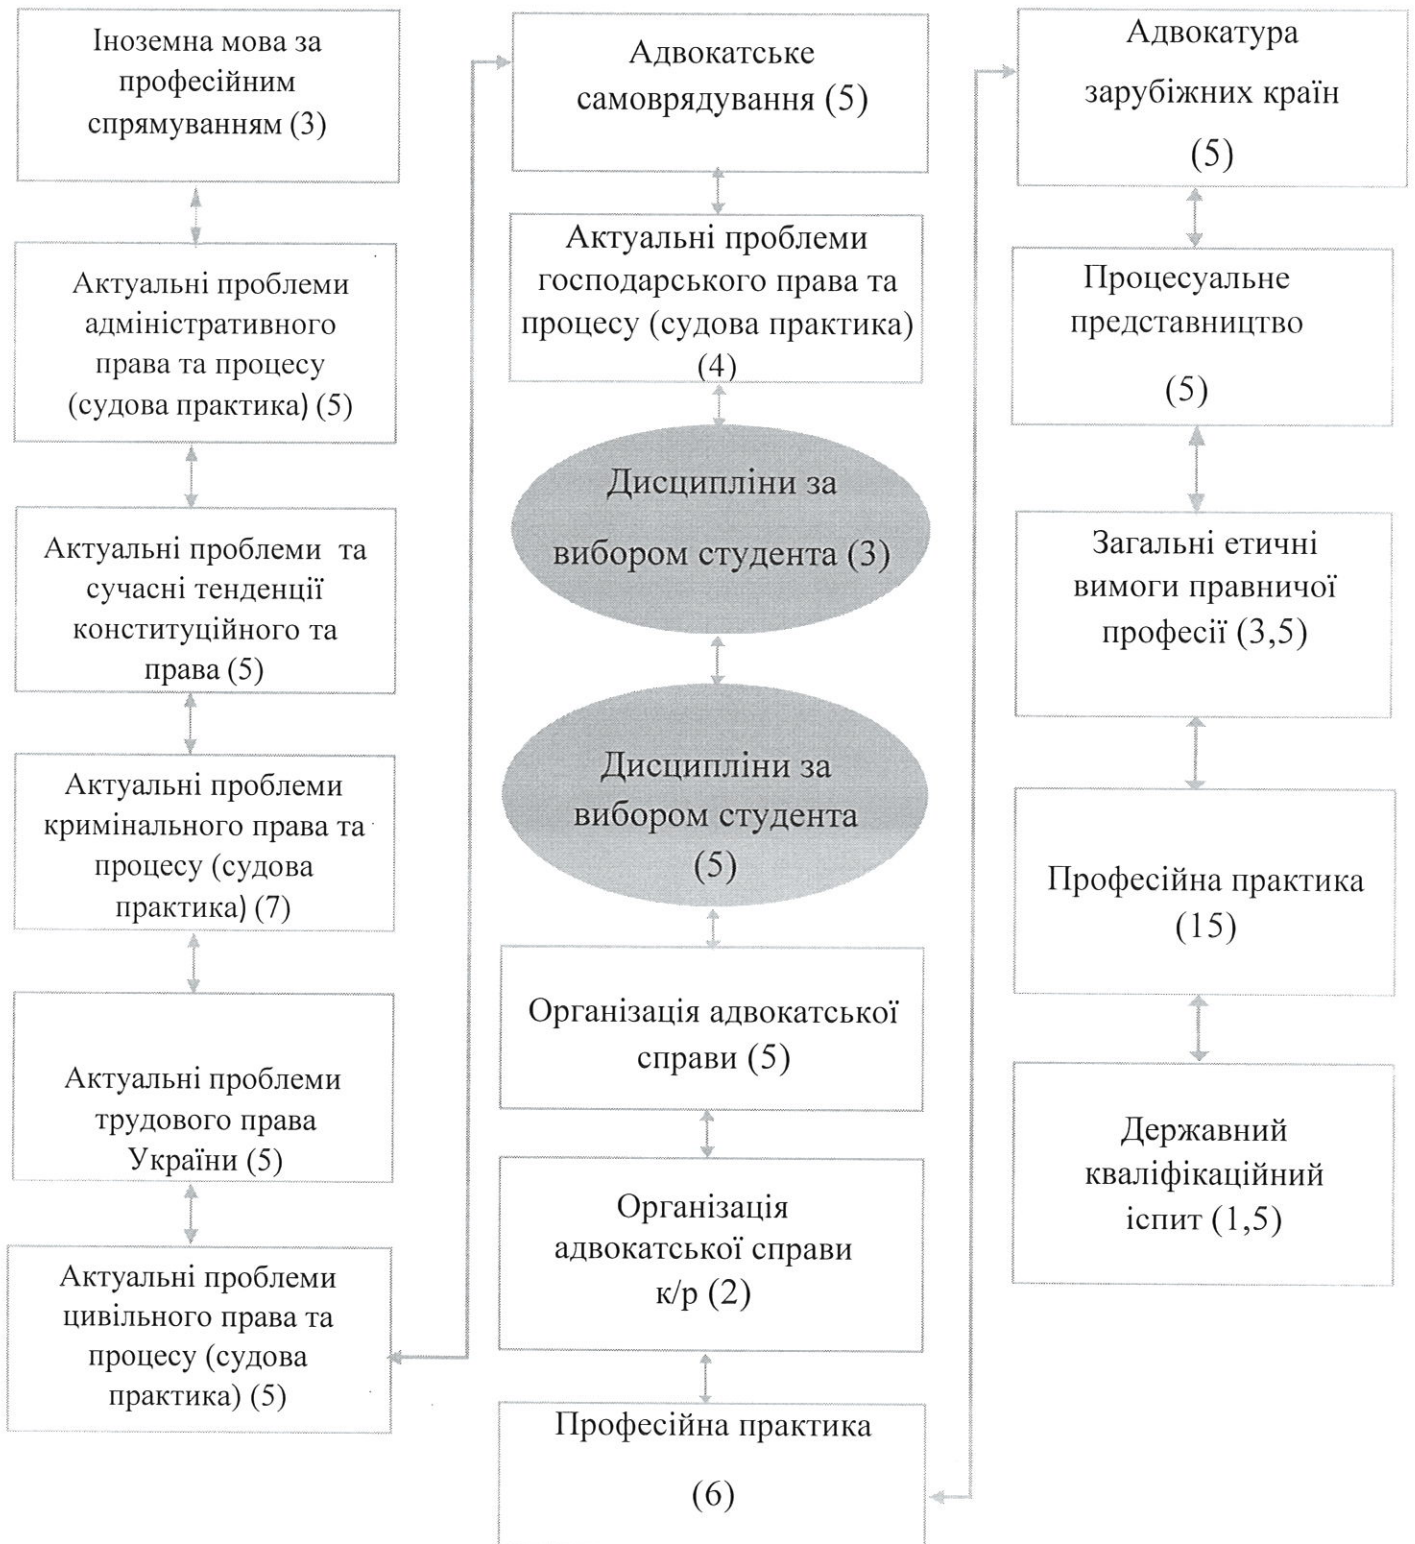 Іноземна мова за
професійним
спрямуванням (3)
Актуальні проблеми
адміністративного
права та процесу
(судова практика) (5)
Актуальні проблеми та
сучасні тенденції
конституційного та
права (5)
Актуальні проблеми
кримінального права та
процесу (судова
практика) (7)
Актуальні проблеми
трудового права
України (5)
Актуальні проблеми
цивільного права та
процесу (судова
практика) (5)
Адвокатське
самоврядування (5)
Актуальні проблеми
господарського права та
процесу (судова практика)
(4)
Дисципліни за
вибором студента (3)
Дисципліни за
вибором студента
(5)
Організація адвокатської
справи (5)
Організація
адвокатської справи
к/р (2)
Професійна практика
(6)
Адвокатура
зарубіжних країн
(5)
Процесуальне
представництво
(5)
Загальні етичні
вимоги правничої
професії (3,5)
Професійна практика
(15)
Державний
кваліфікаційний
іспит (1,5)